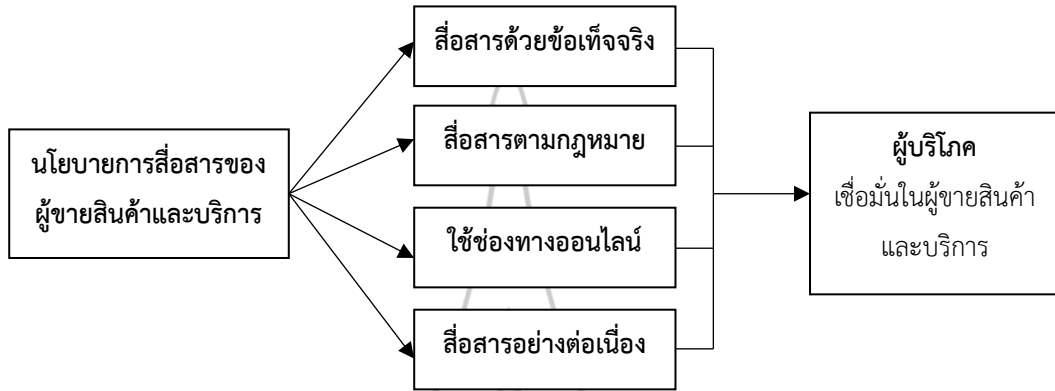 นโยบายการสื่อสารของ
ผู้ขายสินค้าและบริการ
สื่อสารด้วยข้อเท็จจริง
สื่อสารตามกฎหมาย
ใช้ช่องทางออนไลน์
สื่อสารอย่างต่อเนื่อง
ผู้บริโภค
เชื่อมั่นในผู้ขายสินค้า
และบริการ